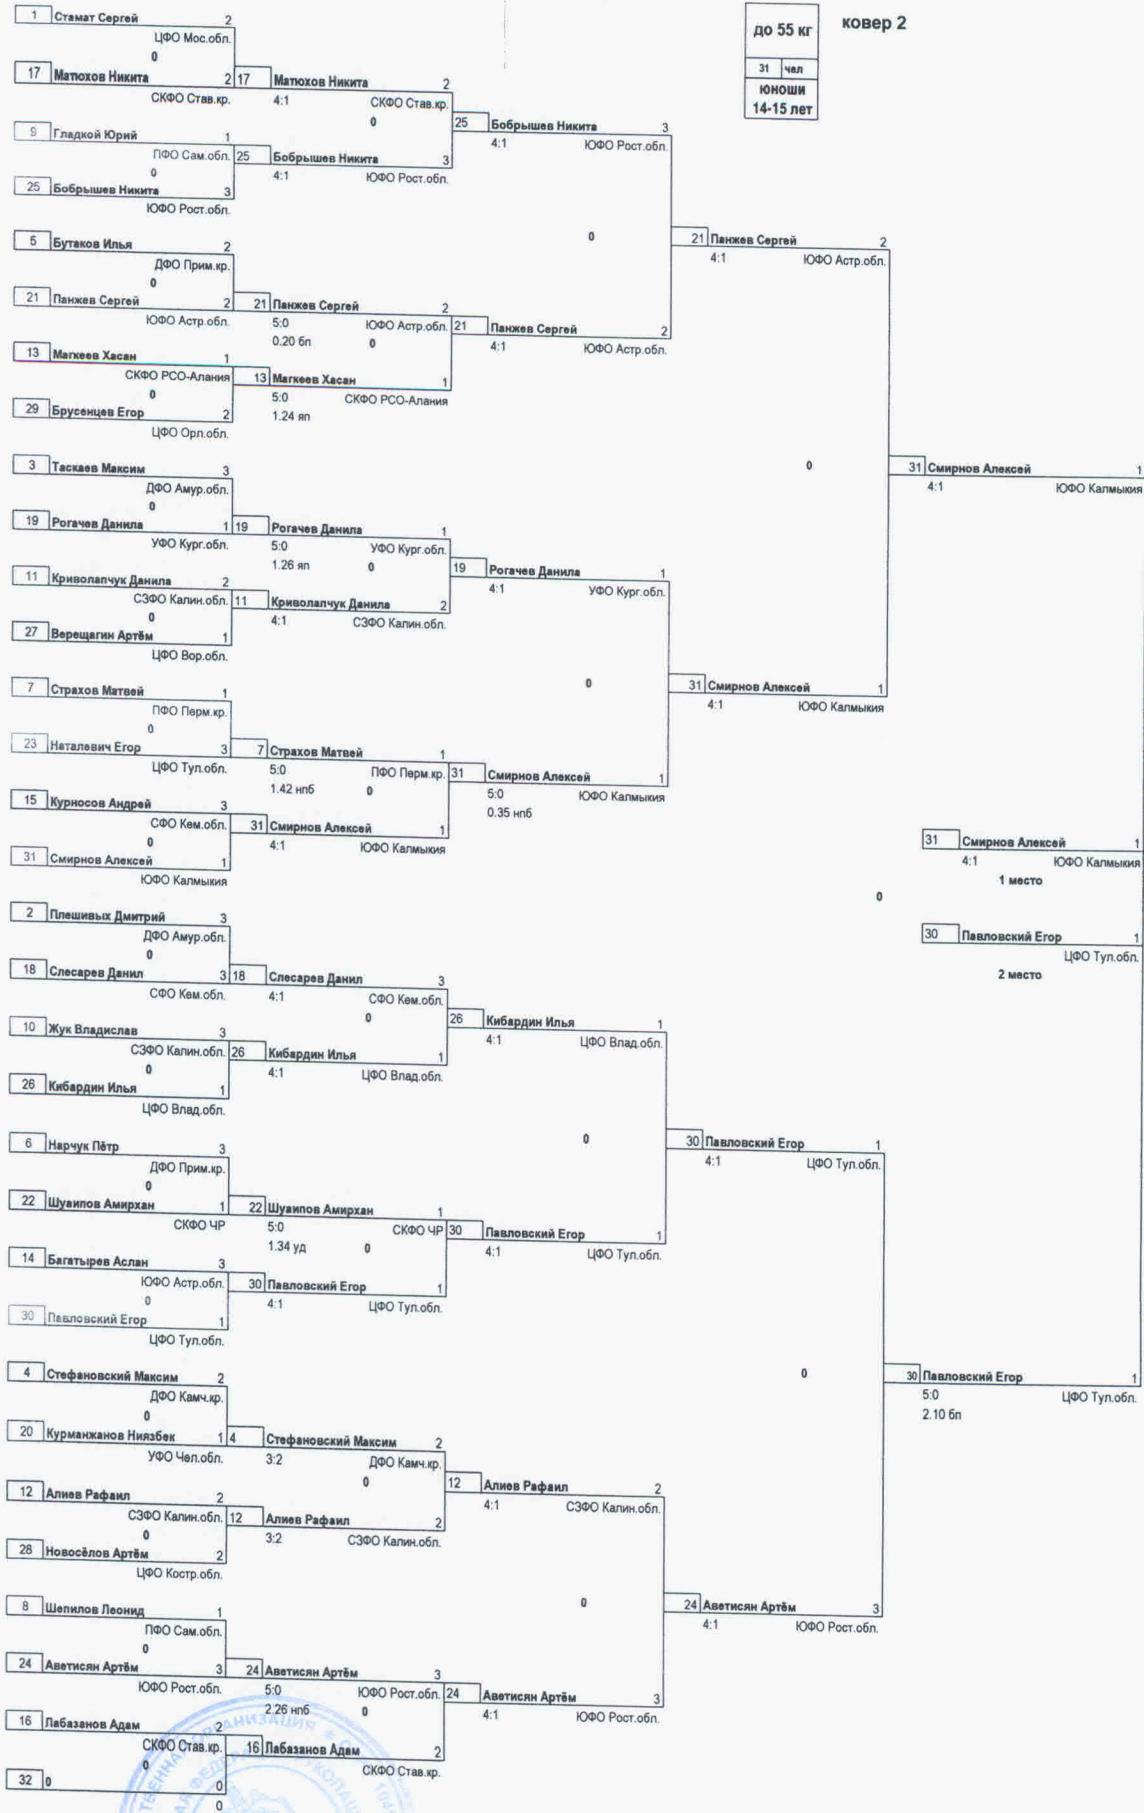 до 55 кг
ковер 2
31 чел
юноши
14-15 лет
1 Стамат Сергей 2
ЦФО Мос.обл.
0
17 Матюхов Никита 2
СКФО Став.кр.
17 Матюхов Никита 2
4:1 СКФО Став.кр.
0
9 Гладкой Юрий 1
ПФО Сам.обл.
0
25 Бобрышев Никита 3
ЮФО Рост.обл.
25 Бобрышев Никита 3
4:1 ЮФО Рост.обл.
25 Бобрышев Никита 3
4:1 ЮФО Рост.обл.
0
5 Бутаков Илья 2
ДФО Прим.кр.
0
21 Панжев Сергей 2
ЮФО Астр.обл.
21 Панжев Сергей 2
5:0 ЮФО Астр.обл.
0.20 бп 0
13 Магкеев Хасан 1
СКФО РСО-Алания
0
29 Брусенцев Егор 2
ЦФО Орл.обл.
13 Магкеев Хасан 1
5:0 СКФО РСО-Алания
1.24 яп
21 Панжев Сергей 2
4:1 ЮФО Астр.обл.
21 Панжев Сергей 2
4:1 ЮФО Астр.обл.
0
3 Таскаев Максим 3
ДФО Амур.обл.
0
19 Рогачев Данила 1
УФО Кург.обл.
19 Рогачев Данила 1
5:0 УФО Кург.обл.
1.26 яп 0
11 Криволапчук Данила 2
СЗФО Калин.обл.
0
27 Верещагин Артём 1
ЦФО Вор.обл.
11 Криволапчук Данила 2
4:1 СЗФО Калин.обл.
19 Рогачев Данила 1
4:1 УФО Кург.обл.
0
7 Страхов Матвей 1
ПФО Перм.кр.
0
23 Наталевич Егор 3
ЦФО Тул.обл.
7 Страхов Матвей 1
5:0 ПФО Перм.кр.
1.42 нпб 0
15 Курносов Андрей 3
СФО Кем.обл.
0
31 Смирнов Алексей 1
ЮФО Калмыкия
31 Смирнов Алексей 1
4:1 ЮФО Калмыкия
31 Смирнов Алексей 1
5:0 ЮФО Калмыкия
0.35 нпб
31 Смирнов Алексей 1
4:1 ЮФО Калмыкия
31 Смирнов Алексей 1
4:1 ЮФО Калмыкия
31 Смирнов Алексей 1
4:1 ЮФО Калмыкия
1 место
0
30 Павловский Егор 1
ЦФО Тул.обл.
2 место
2 Плешивых Дмитрий 3
ДФО Амур.обл.
0
18 Слесарев Данил 3
СФО Кем.обл.
18 Слесарев Данил 3
4:1 СФО Кем.обл.
0
10 Жук Владислав 3
СЗФО Калин.обл.
0
26 Кибардин Илья 1
ЦФО Влад.обл.
26 Кибардин Илья 1
4:1 ЦФО Влад.обл.
26 Кибардин Илья 1
4:1 ЦФО Влад.обл.
0
6 Нарчук Пётр 3
ДФО Прим.кр.
0
22 Шуаипов Амирхан 1
СКФО ЧР
22 Шуаипов Амирхан 1
5:0 СКФО ЧР
1.34 уд 0
14 Багатырев Аслан 3
ЮФО Астр.обл.
0
30 Павловский Егор 1
ЦФО Тул.обл.
30 Павловский Егор 1
4:1 ЦФО Тул.обл.
30 Павловский Егор 1
4:1 ЦФО Тул.обл.
30 Павловский Егор 1
4:1 ЦФО Тул.обл.
0
4 Стефановский Максим 2
ДФО Камч.кр.
0
20 Курманжанов Ниязбек 1
УФО Чел.обл.
4 Стефановский Максим 2
3:2 ДФО Камч.кр.
0
12 Алиев Рафаил 2
СЗФО Калин.обл.
0
28 Новосёлов Артём 2
ЦФО Костр.обл.
12 Алиев Рафаил 2
3:2 СЗФО Калин.обл.
12 Алиев Рафаил 2
4:1 СЗФО Калин.обл.
0
30 Павловский Егор 1
5:0 ЦФО Тул.обл.
2.10 бп
8 Шепилов Леонид 1
ПФО Сам.обл.
0
24 Аветисян Артём 3
ЮФО Рост.обл.
24 Аветисян Артём 3
5:0 ЮФО Рост.обл.
2.26 нпб 0
16 Лабазанов Адам 2
СКФО Став.кр.
0
32 0 0
0
16 Лабазанов Адам 2
СКФО Став.кр.
24 Аветисян Артём 3
4:1 ЮФО Рост.обл.
24 Аветисян Артём 3
4:1 ЮФО Рост.обл.